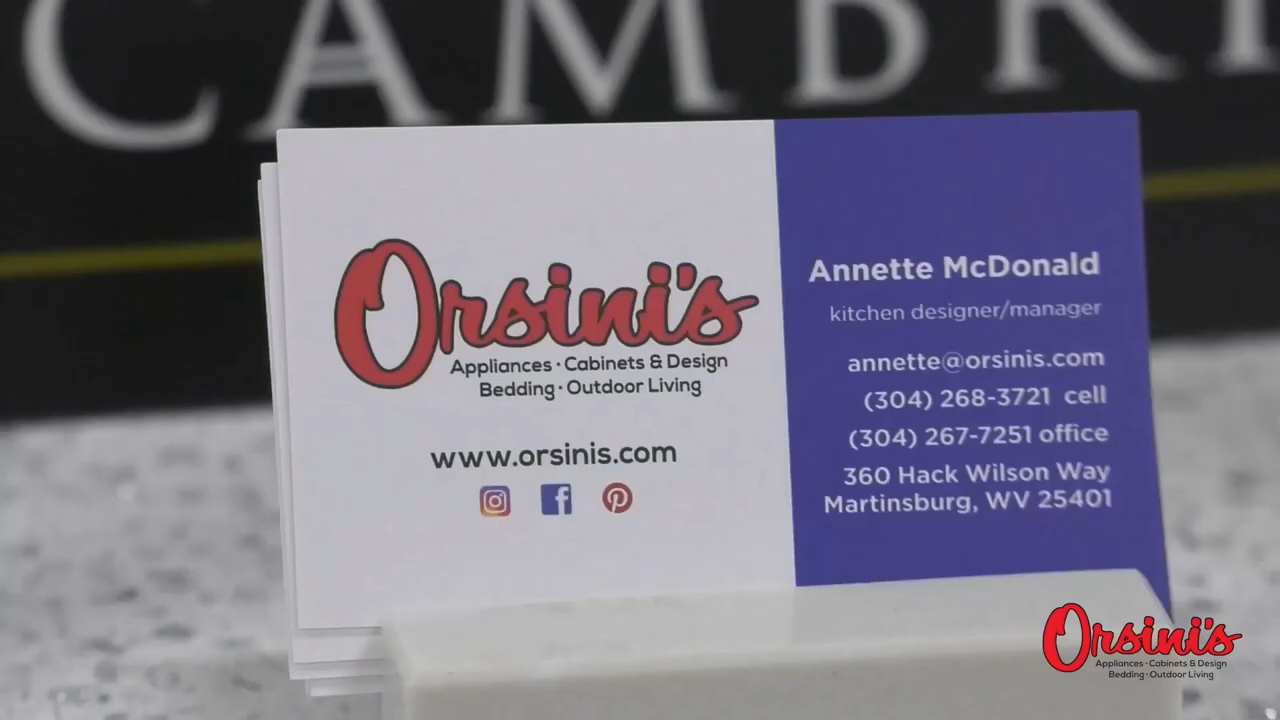 CAMBRI
Orsini's
Appliances · Cabinets & Design
Bedding · Outdoor Living
www.orsinis.com
Annette McDonald
kitchen designer/manager
annette@orsinis.com
(304) 268-3721 cell
(304) 267-7251 office
360 Hack Wilson Way
Martinsburg, WV 25401
Orsini's
Appliances · Cabinets & Design
Bedding · Outdoor Living